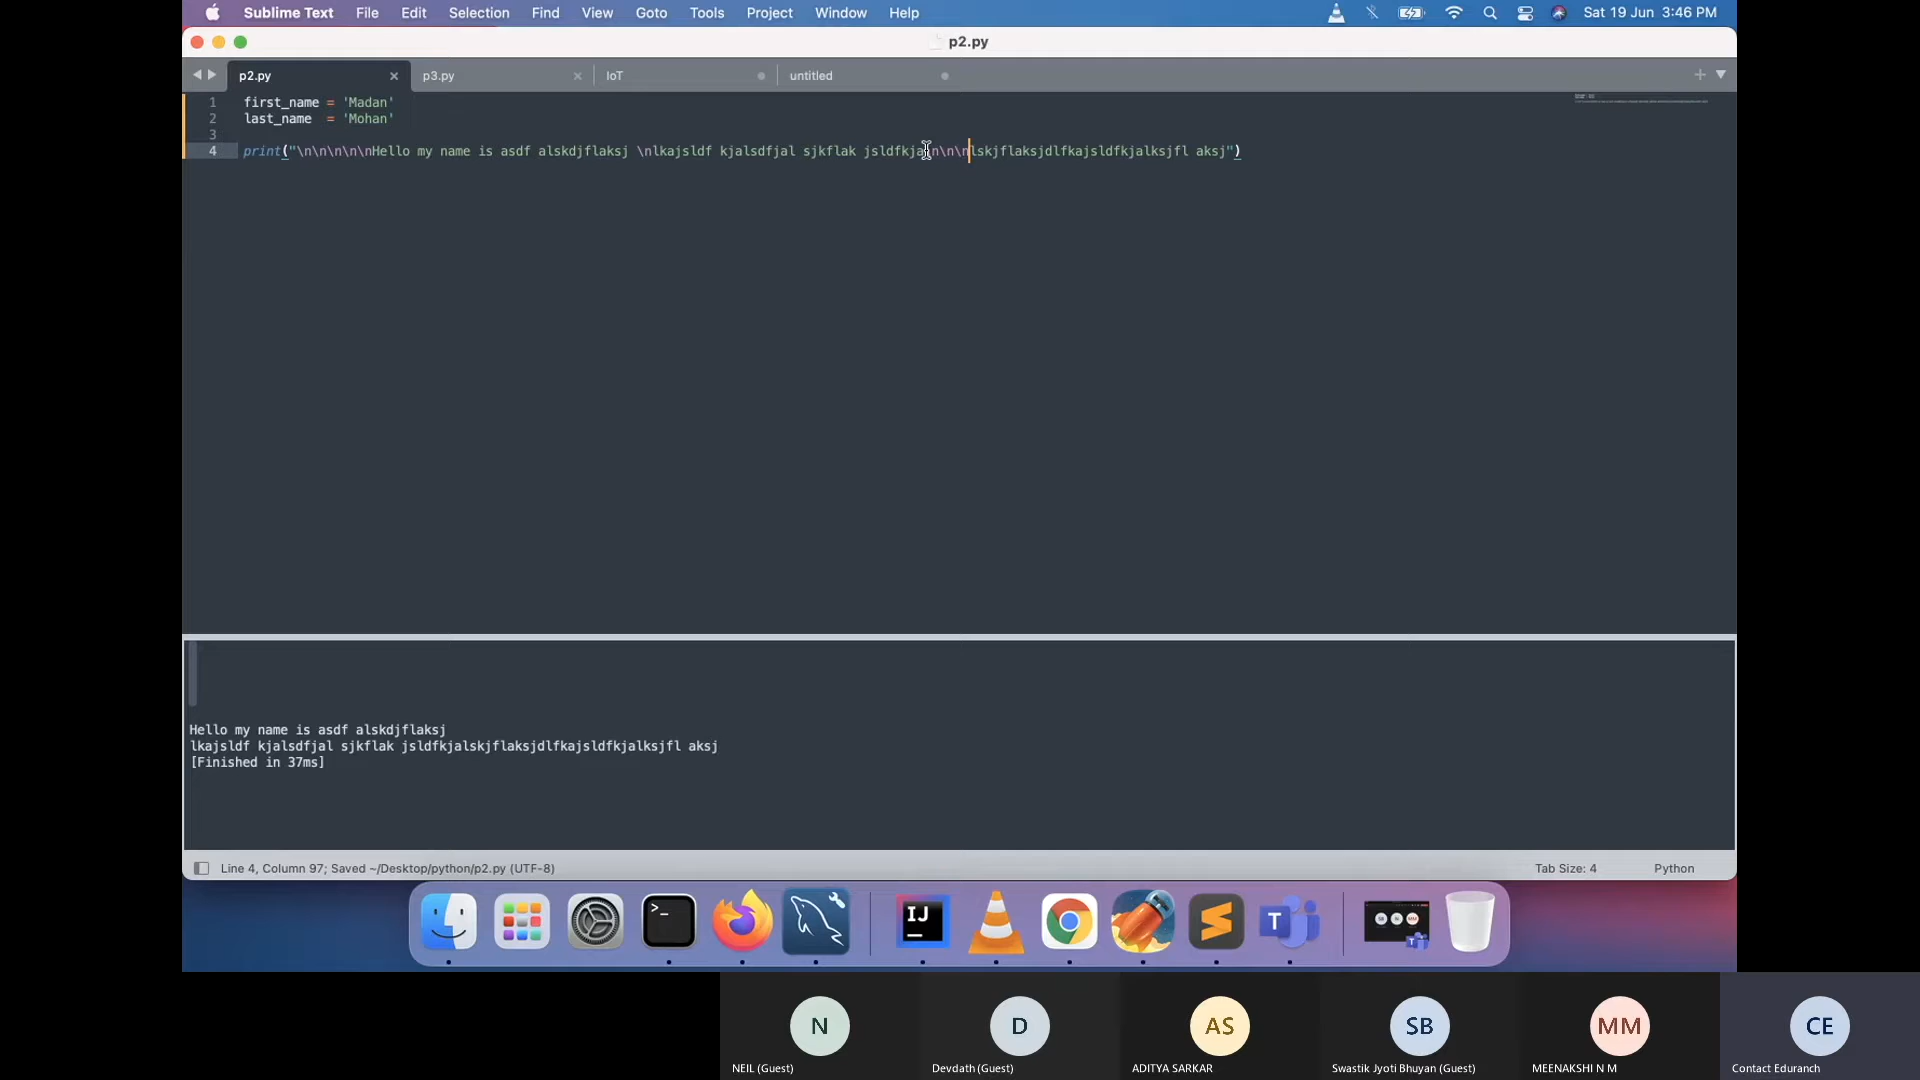 Sublime Text File Edit Selection Find View Goto Tools Project Window Help Sat 19 Jun 3:46 PM
p2.py
p2.py p3.py IoT untitled
1 first_name = 'Madan'
2 last_name = 'Mohan'
3
4 print("\n\n\n\n\nHello my name is asdf alskdjflaksj \nlkajsldf kjalsdfjal sjkflak jsldfkja\n\n\nlskjflaksjdlfkajsldfkjalksjfl aksj")
Hello my name is asdf alskdjflaksj
lkajsldf kjalsdfjal sjkflak jsldfkjalskjflaksjdlfkajsldfkjalksjfl aksj
[Finished in 37ms]
Line 4, Column 97; Saved ~/Desktop/python/p2.py (UTF-8) Tab Size: 4 Python
>_ IJ T
N D AS SB MM CE
NEIL (Guest) Devdath (Guest) ADITYA SARKAR Swastik Jyoti Bhuyan (Guest) MEENAKSHI N M Contact Eduranch